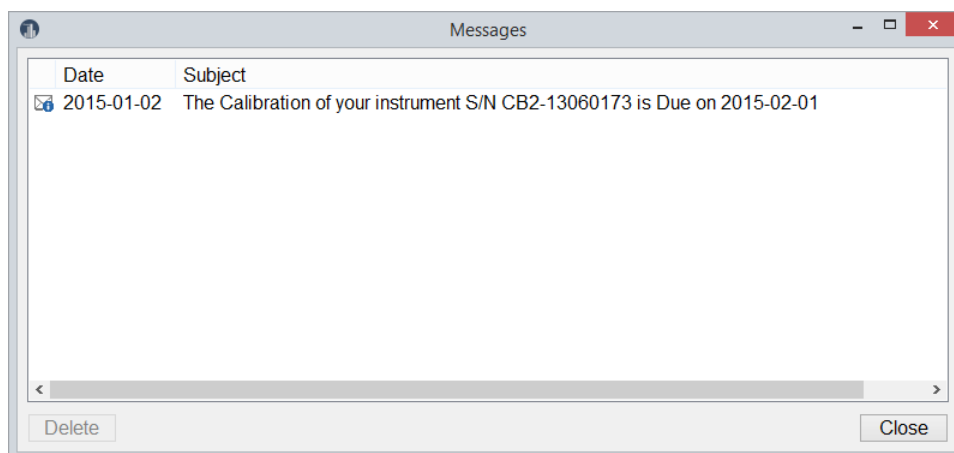 Messages
Date Subject
2015-01-02 The Calibration of your instrument S/N CB2-13060173 is Due on 2015-02-01
Delete Close